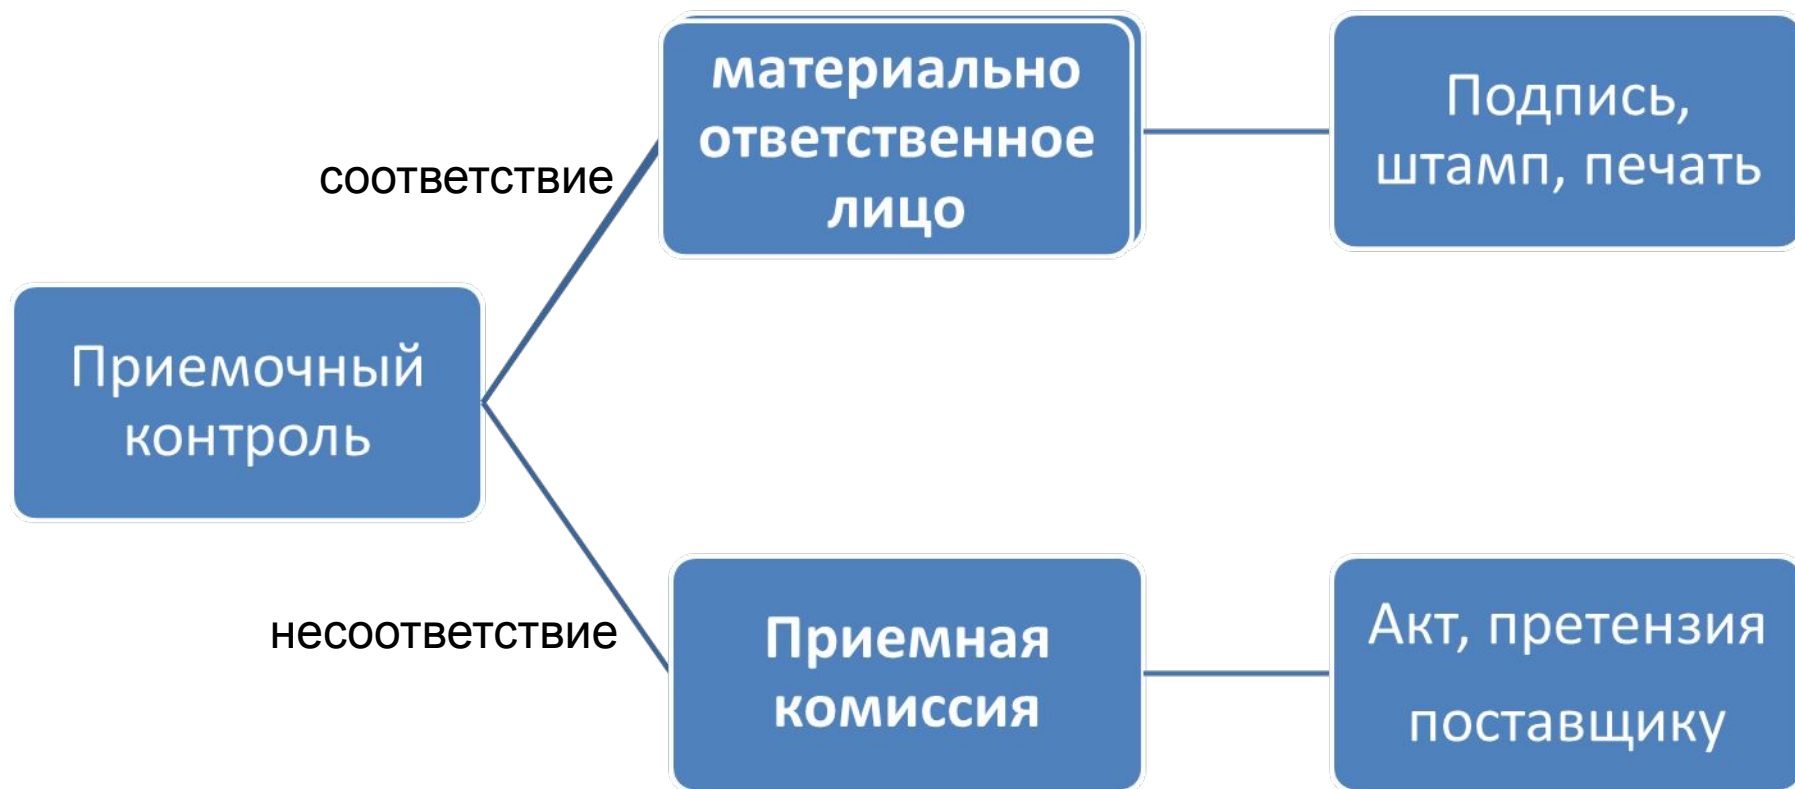 Приемочный
контроль
соответствие
материально
ответственное
лицо
Подпись,
штамп, печать
несоответствие
Приемная
комиссия
Акт, претензия
поставщику